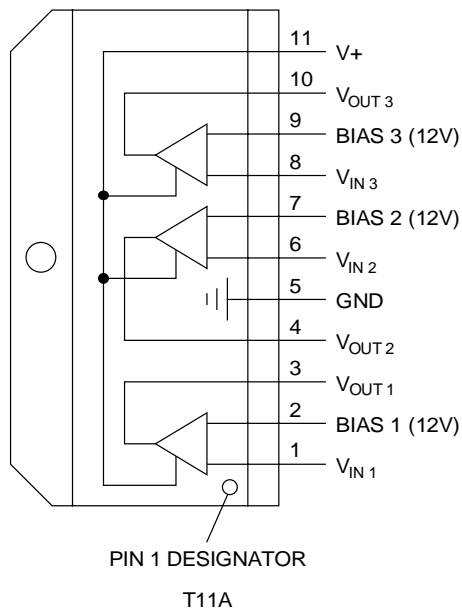 11 V+
10 VOUT 3
9 BIAS 3 (12V)
8 VIN 3
7 BIAS 2 (12V)
6 VIN 2
5 GND
4 VOUT 2
3 VOUT 1
2 BIAS 1 (12V)
1 VIN 1
PIN 1 DESIGNATOR
T11A